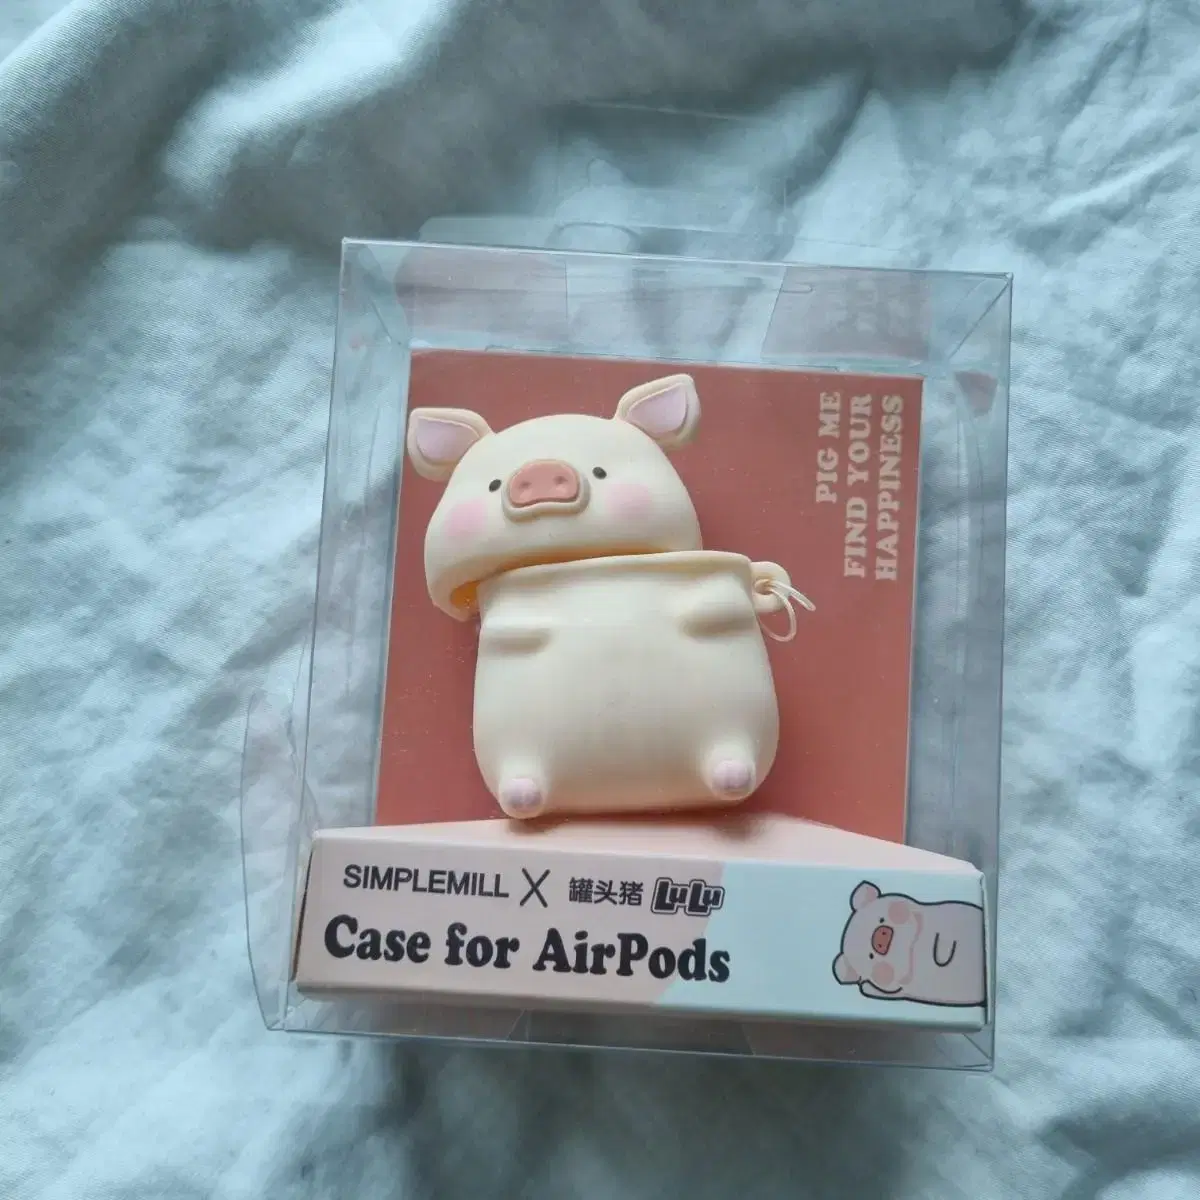 PIG ME
FIND YOUR
HAPPINESS
SIMPLEMILL X 罐头猪 LuLu
Case for AirPods